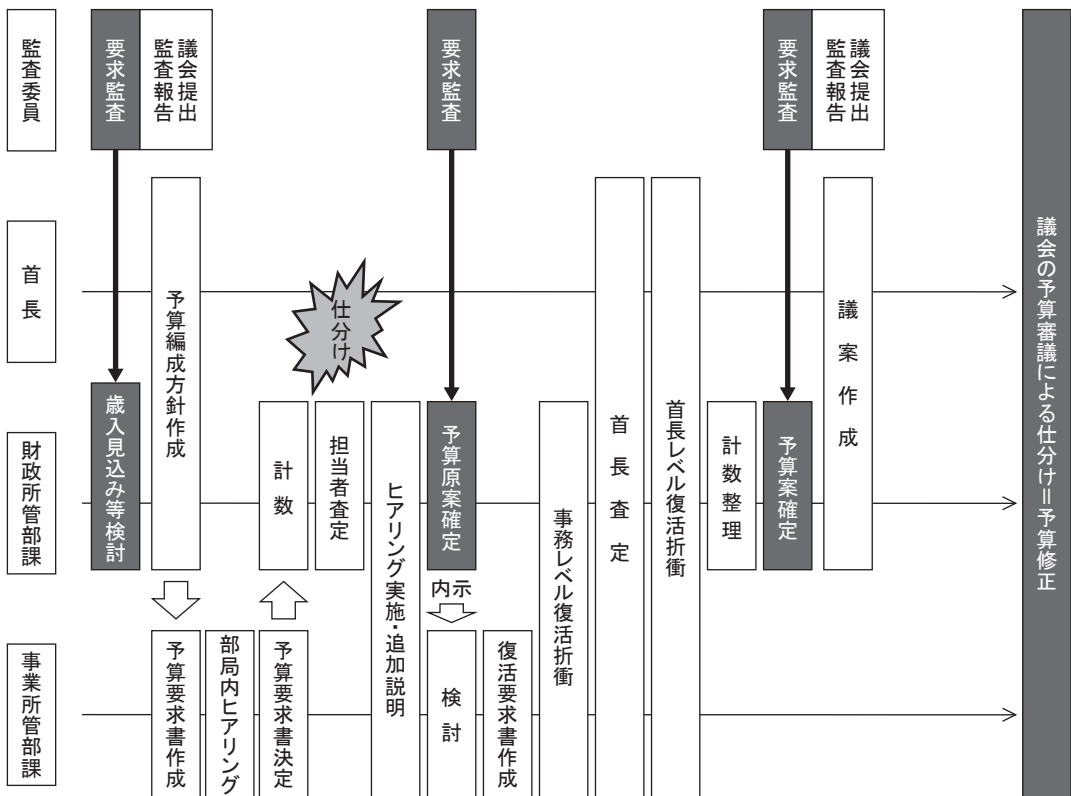 監査委員
要求監査
議会提出
監査報告
要求監査
要求監査
議会提出
監査報告
首長
予算編成方針作成
仕分け
首長査定
首長レベル復活折衝
議案作成
財政所管部課
歳入見込み等検討
計数
担当者査定
ヒアリング実施・追加説明
予算原案確定
内示
事務レベル復活折衝
計数整理
予算案確定
事業所管部課
予算要求書作成
部局内ヒアリング
予算要求書決定
検討
復活要求書作成
議会の予算審議による仕分け＝予算修正